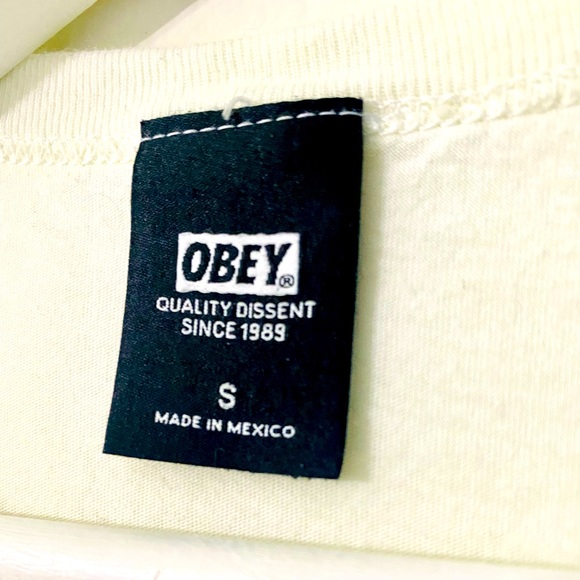 OBEY®
QUALITY DISSENT
SINCE 1989
S
MADE IN MEXICO